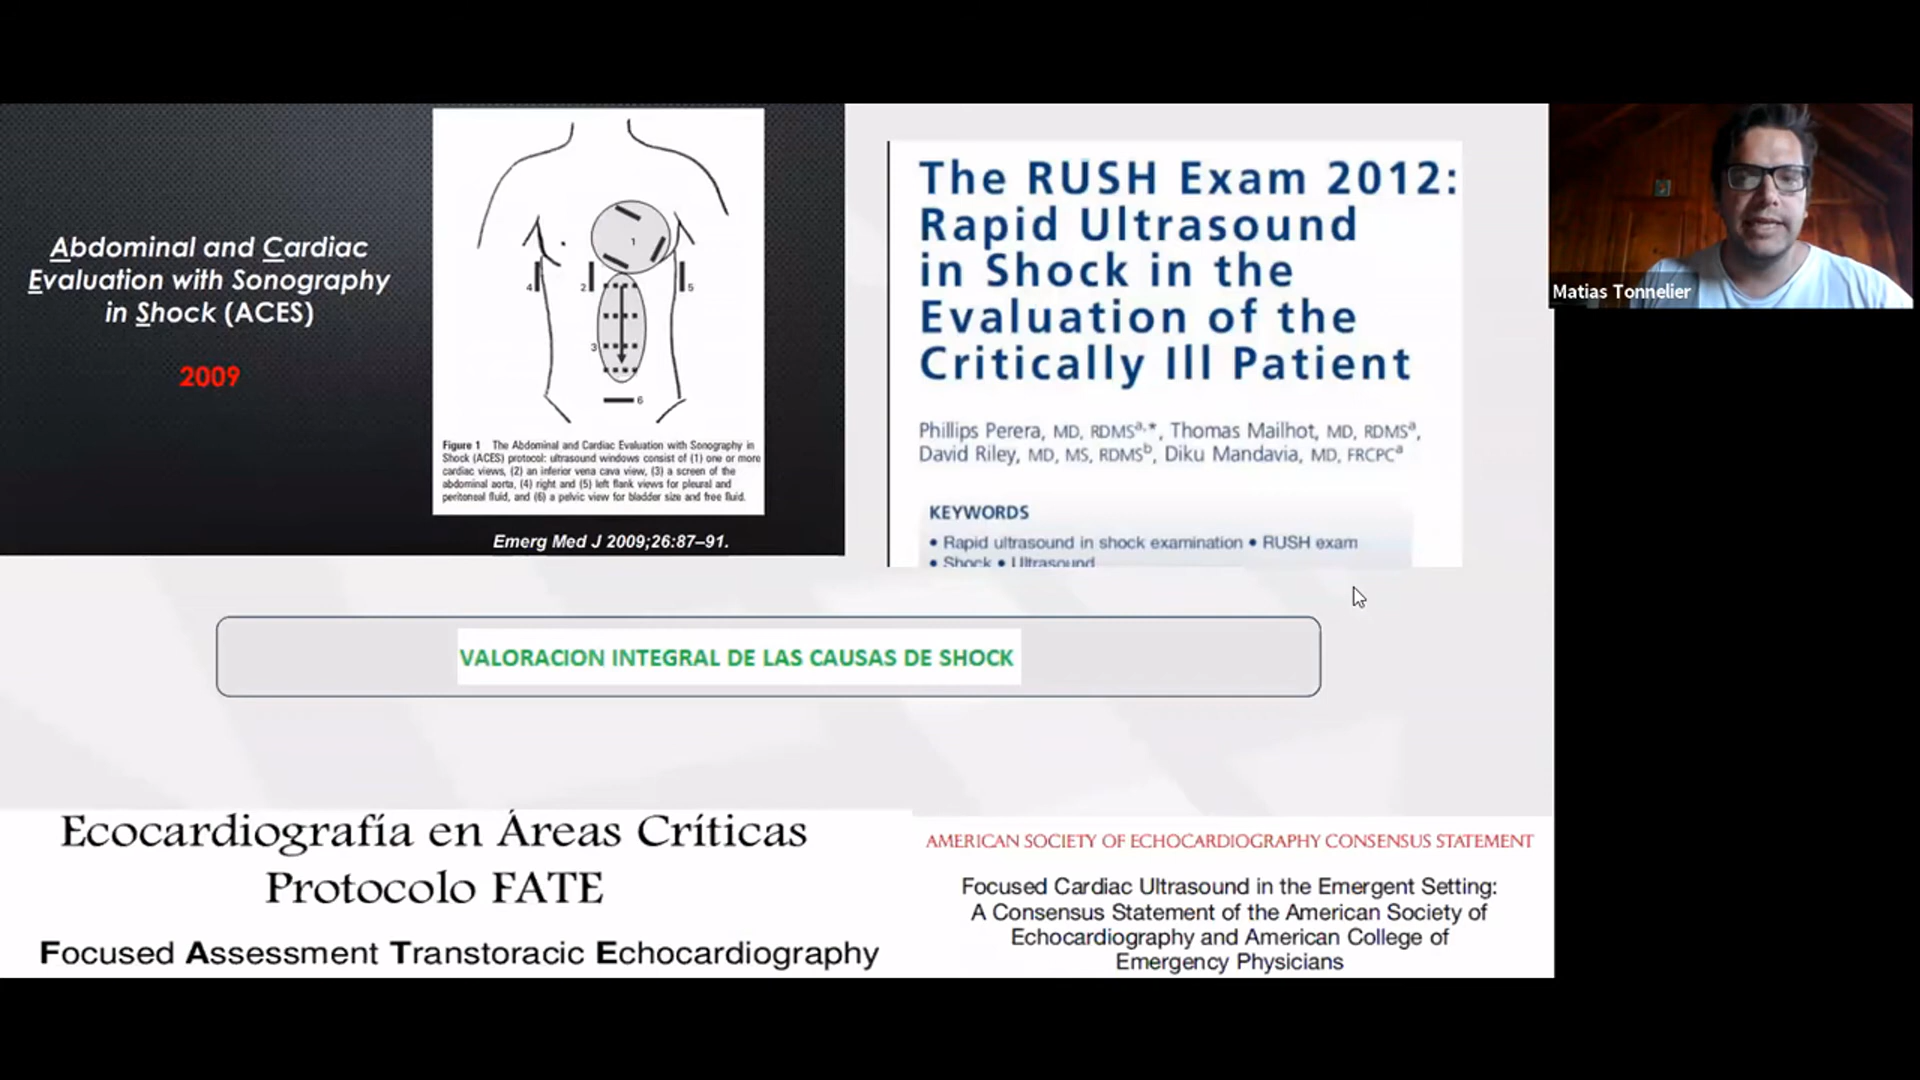 Abdominal and Cardiac
Evaluation with Sonography
in Shock (ACES)
2009
1
4
2
5
3
6
Figure 1 The Abdominal and Cardiac Evaluation with Sonography in
Shock (ACES) protocol: ultrasound windows consist of (1) one or more
cardiac views, (2) an inferior vena cava view, (3) a screen of the
abdominal aorta, (4) right and (5) left flank views for pleural and
peritoneal fluid, and (6) a pelvic view for bladder size and free fluid.
Emerg Med J 2009;26:87–91.
The RUSH Exam 2012:
Rapid Ultrasound
in Shock in the
Evaluation of the
Critically Ill Patient
Phillips Perera, MD, RDMSa,*, Thomas Mailhot, MD, RDMSa,
David Riley, MD, MS, RDMSb, Diku Mandavia, MD, FRCPCa
KEYWORDS
• Rapid ultrasound in shock examination • RUSH exam
• Shock • Ultrasound
Matias Tonnelier
VALORACION INTEGRAL DE LAS CAUSAS DE SHOCK
Ecocardiografía en Áreas Críticas
Protocolo FATE
Focused Assessment Transtoracic Echocardiography
AMERICAN SOCIETY OF ECHOCARDIOGRAPHY CONSENSUS STATEMENT
Focused Cardiac Ultrasound in the Emergent Setting:
A Consensus Statement of the American Society of
Echocardiography and American College of
Emergency Physicians